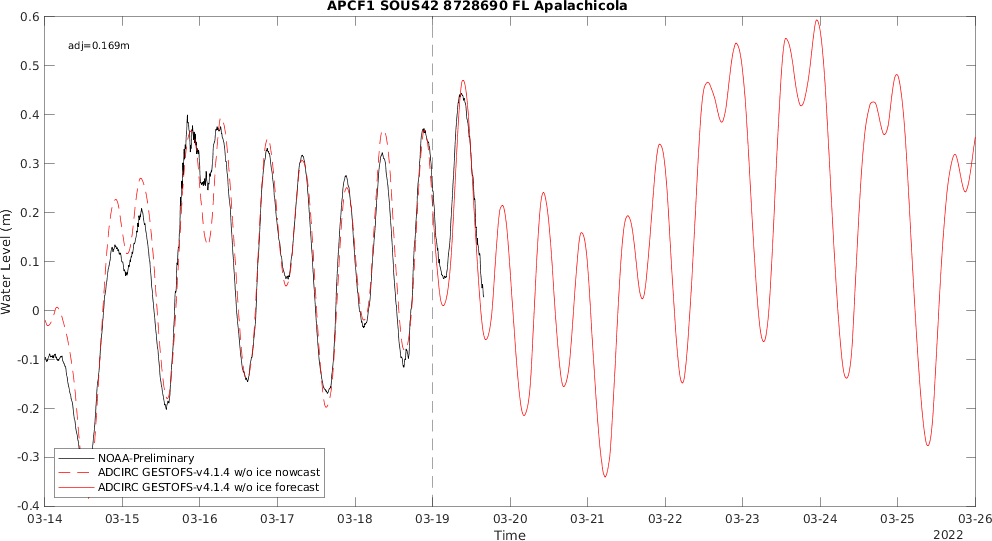 APCF1 SOUS42 8728690 FL Apalachicola
adj=0.169m
0.6
0.5
0.4
0.3
0.2
0.1
0
-0.1
-0.2
-0.3
-0.4
Water Level (m)
NOAA-Preliminary
ADCIRC GESTOFS-v4.1.4 w/o ice nowcast
ADCIRC GESTOFS-v4.1.4 w/o ice forecast
03-14 03-15 03-16 03-17 03-18 03-19 03-20 03-21 03-22 03-23 03-24 03-25 03-26
Time
2022